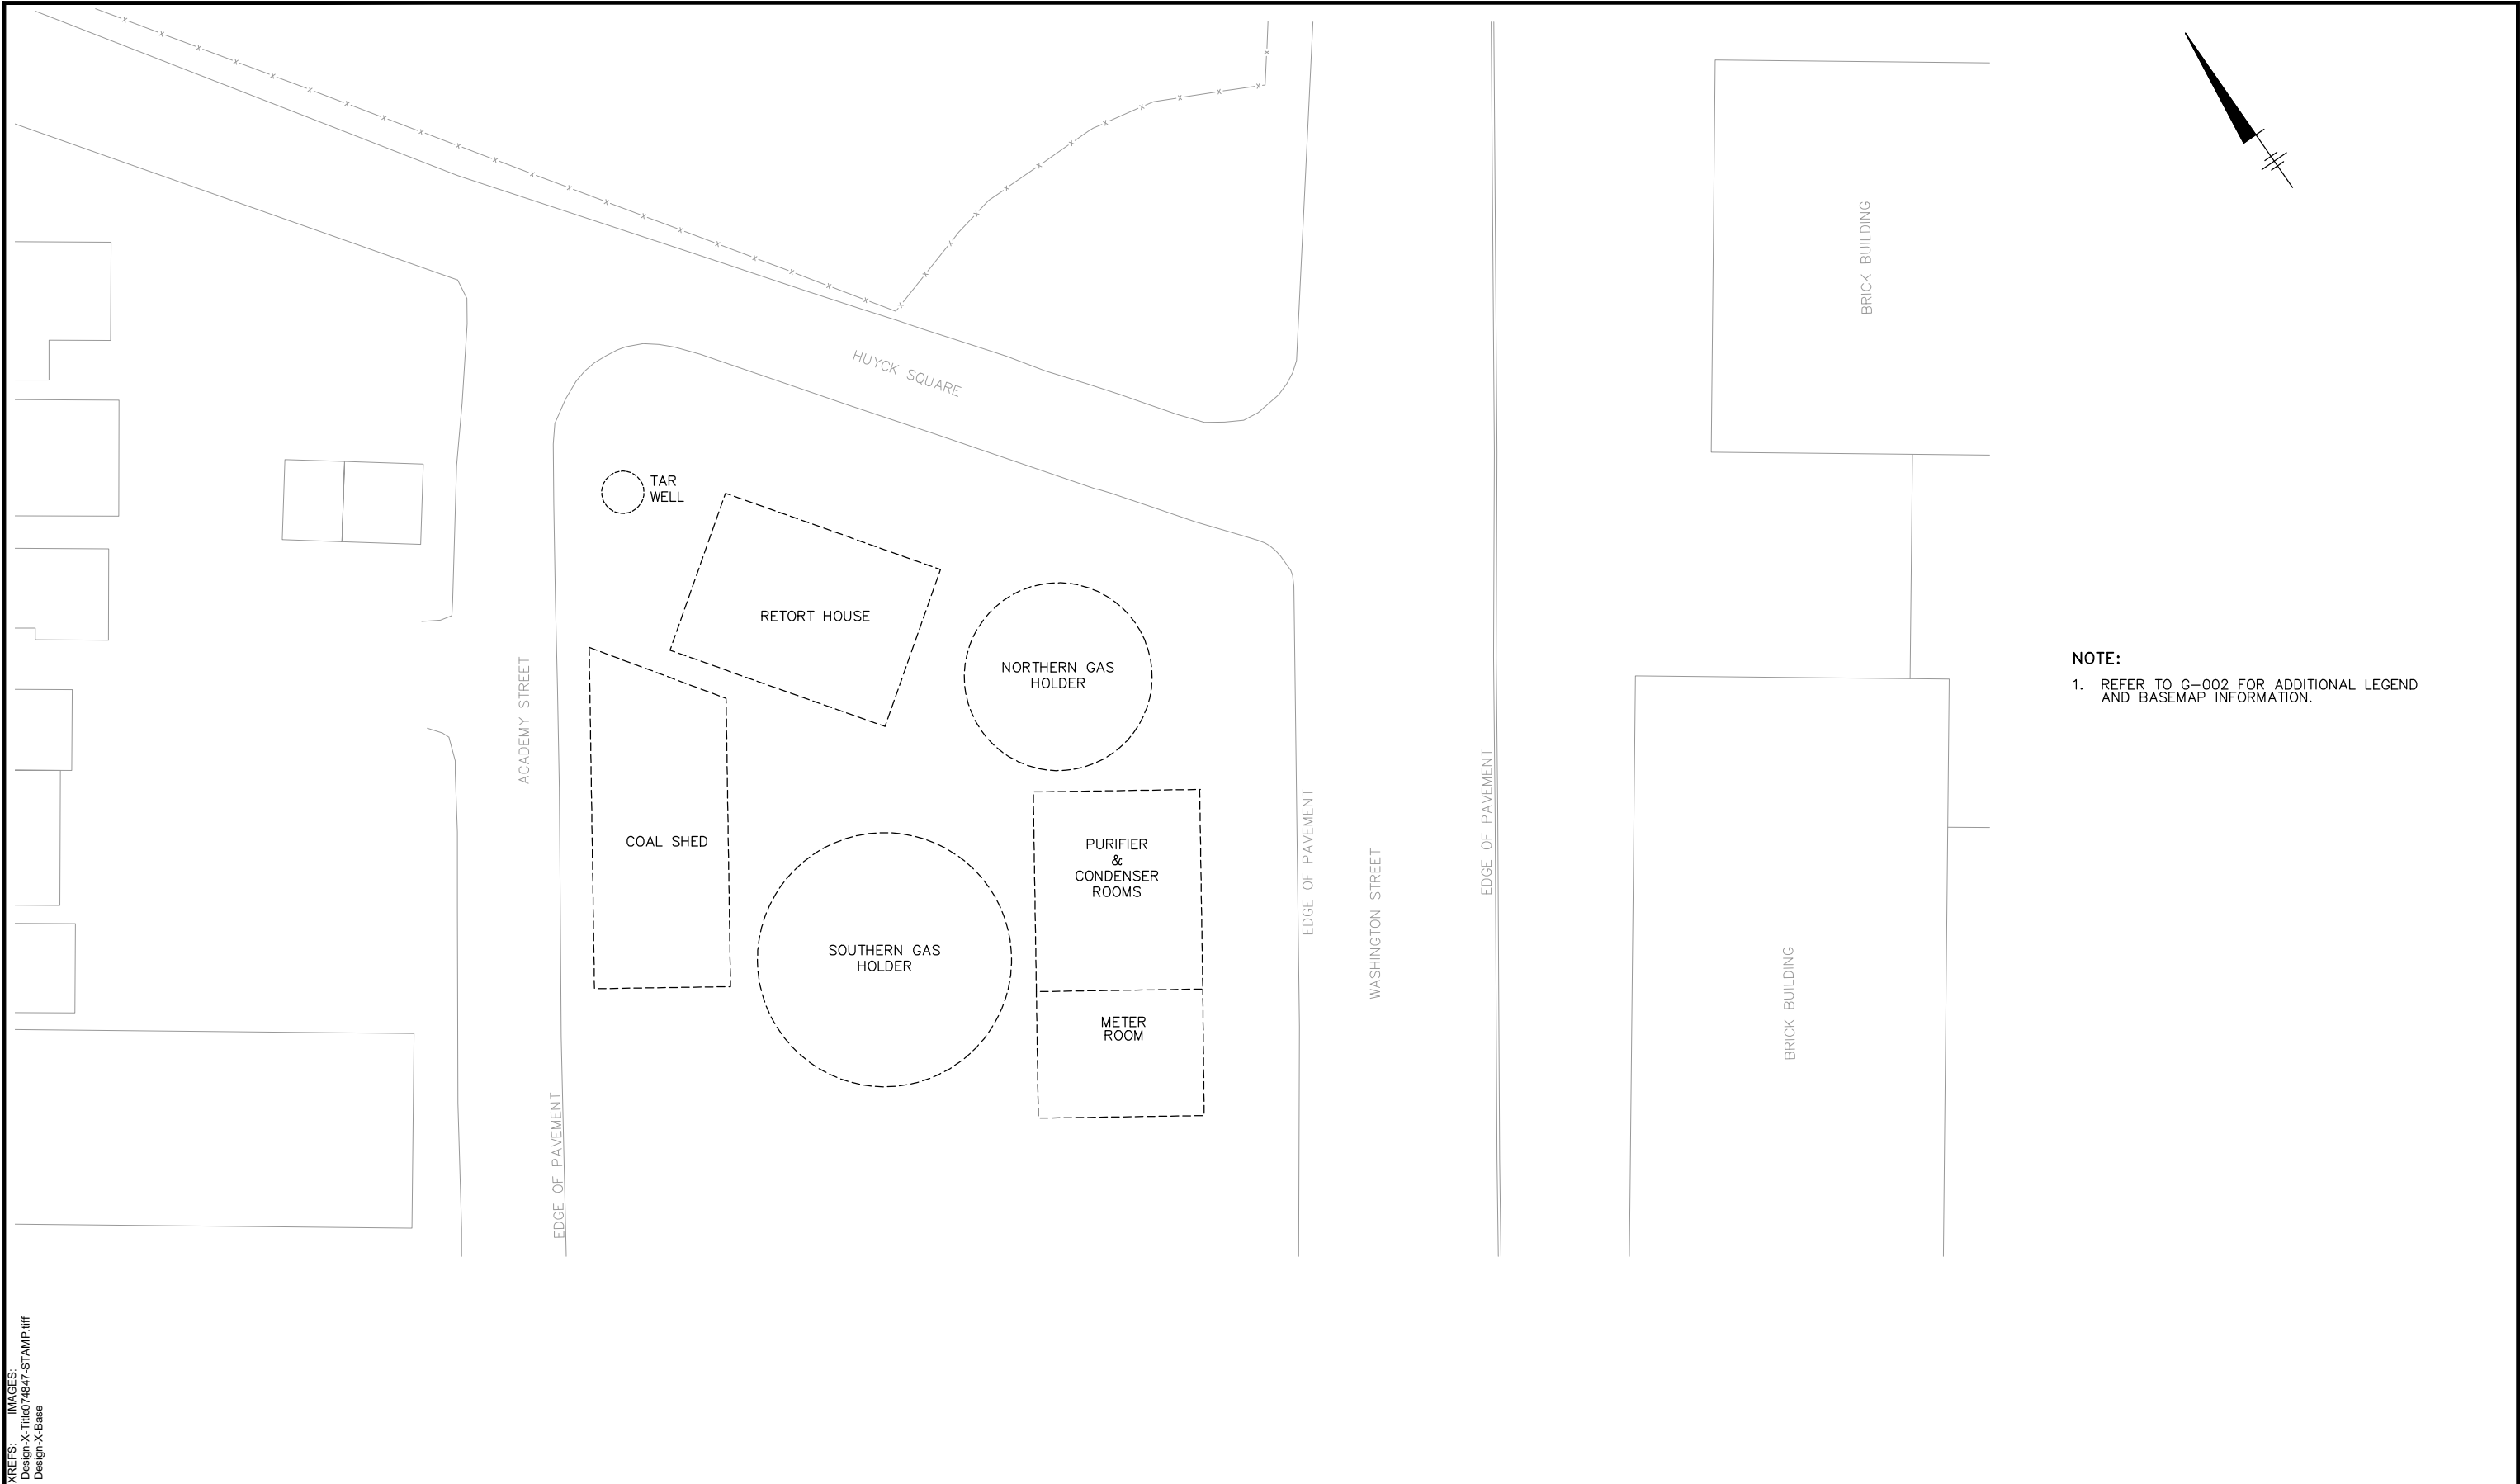 BRICK BUILDING
HUYCK SQUARE
TAR
WELL
RETORT HOUSE
NORTHERN GAS
HOLDER
NOTE:
1. REFER TO G-002 FOR ADDITIONAL LEGEND
AND BASEMAP INFORMATION.
ACADEMY STREET
EDGE OF PAVEMENT
EDGE OF PAVEMENT
COAL SHED
PURIFIER
&
CONDENSER
ROOMS
WASHINGTON STREET
SOUTHERN GAS
HOLDER
BRICK BUILDING
METER
ROOM
EDGE OF PAVEMENT
XREFS: IMAGES:
Design-X-Title074847-STAMP.tiff
Design-X-Base